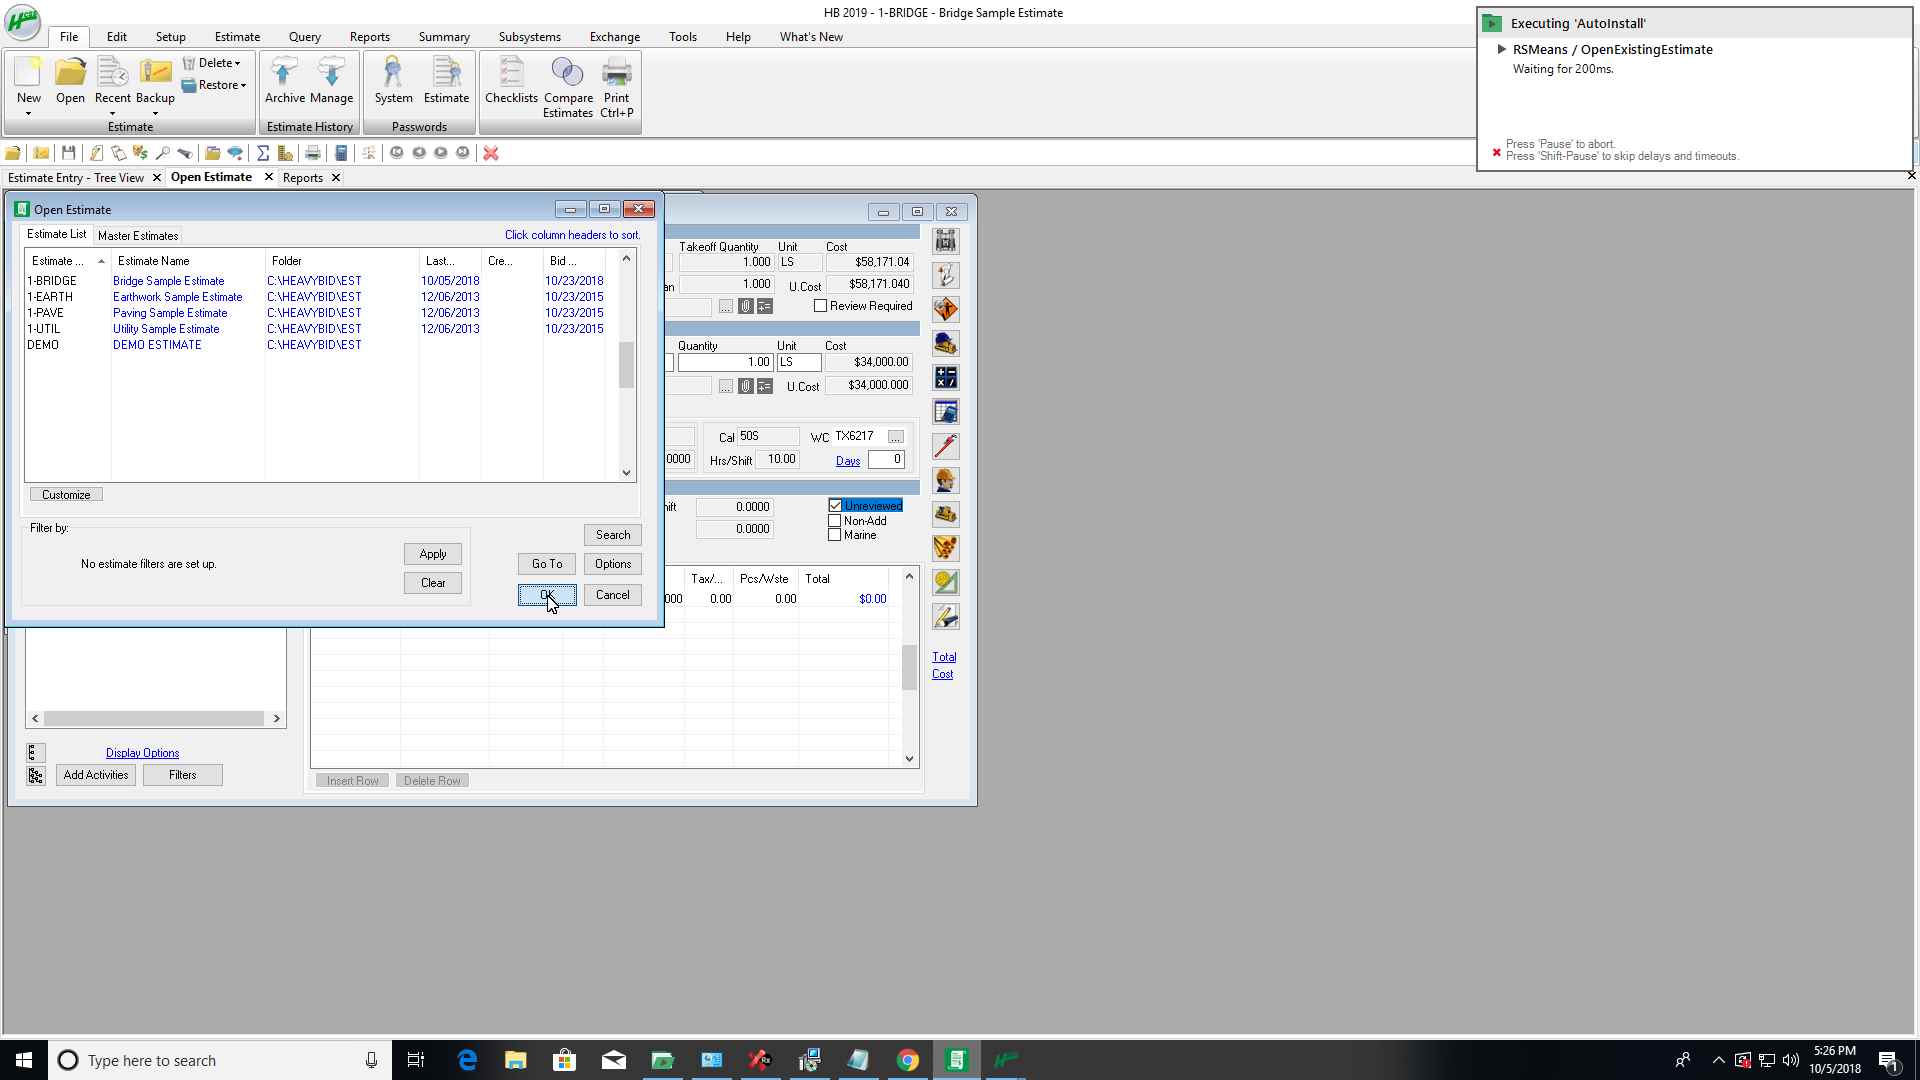 HB 2019 - 1-BRIDGE - Bridge Sample Estimate
File Edit Setup Estimate Query Reports Summary Subsystems Exchange Tools Help What's New
New Open Recent Backup Delete Restore
Estimate
Archive Manage
Estimate History
System Estimate
Passwords
Checklists Compare Estimates Print Ctrl+P
Executing 'AutoInstall'
RSMeans / OpenExistingEstimate
Waiting for 200ms.
Press 'Pause' to abort.
Press 'Shift-Pause' to skip delays and timeouts.
Estimate Entry - Tree View Open Estimate Reports
Open Estimate
Estimate List Master Estimates Click column headers to sort.
Estimate ... Estimate Name Folder Last... Cre... Bid ...
1-BRIDGE Bridge Sample Estimate C:\HEAVYBID\EST 10/05/2018 10/23/2018
1-EARTH Earthwork Sample Estimate C:\HEAVYBID\EST 12/06/2013 10/23/2015
1-PAVE Paving Sample Estimate C:\HEAVYBID\EST 12/06/2013 10/23/2015
1-UTIL Utility Sample Estimate C:\HEAVYBID\EST 12/06/2013 10/23/2015
DEMO DEMO ESTIMATE C:\HEAVYBID\EST
Customize
Filter by:
No estimate filters are set up.
Apply
Clear
Search
Go To Options
OK Cancel
Takeoff Quantity Unit Cost
1.000 LS $58,171.04
an 1.000 U.Cost $58,171.040
... Review Required
Quantity Unit Cost
1.00 LS $34,000.00
... U.Cost $34,000.000
Cal 50S WC TX6217 ...
0000 Hrs/Shift 10.00 Days 0
0.0000 Unreviewed
Non-Add
0.0000
Marine
Tax/... Pcs/Wste Total
000 0.00 0.00 $0.00
Total
Cost
Display Options
Add Activities Filters
Insert Row Delete Row
Type here to search
5:26 PM
10/5/2018
1